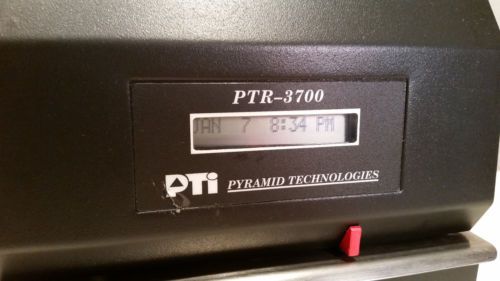 PTR-3700
JAN 7 8:34 PM
PTi PYRAMID TECHNOLOGIES